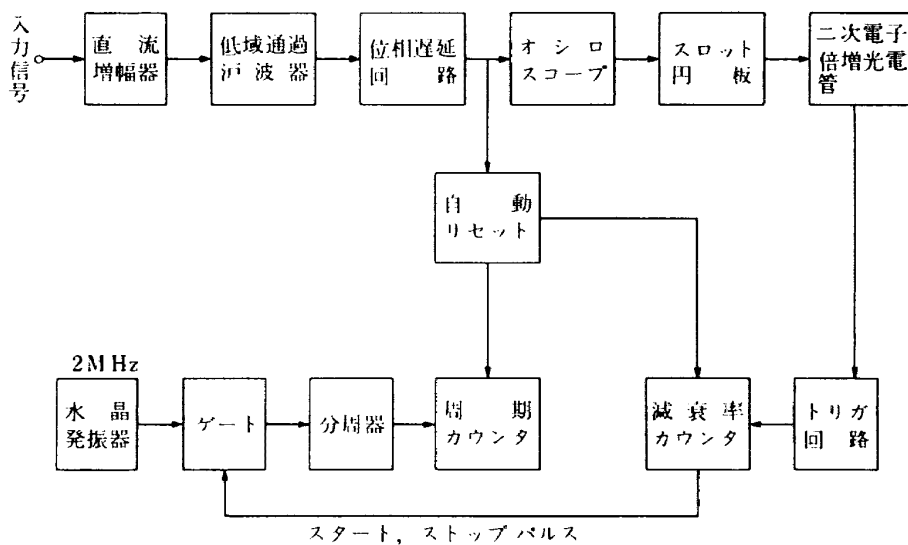 入力信号
直流
増幅器
低域通過
沪波器
位相遅延
回路
オシロ
スコープ
スロット
円板
二次電子
倍増光電
管
自動
リセット
2MHz
水晶
発振器
ゲート
分周器
周期
カウンタ
減衰率
カウンタ
トリガ
回路
スタート，ストップパルス